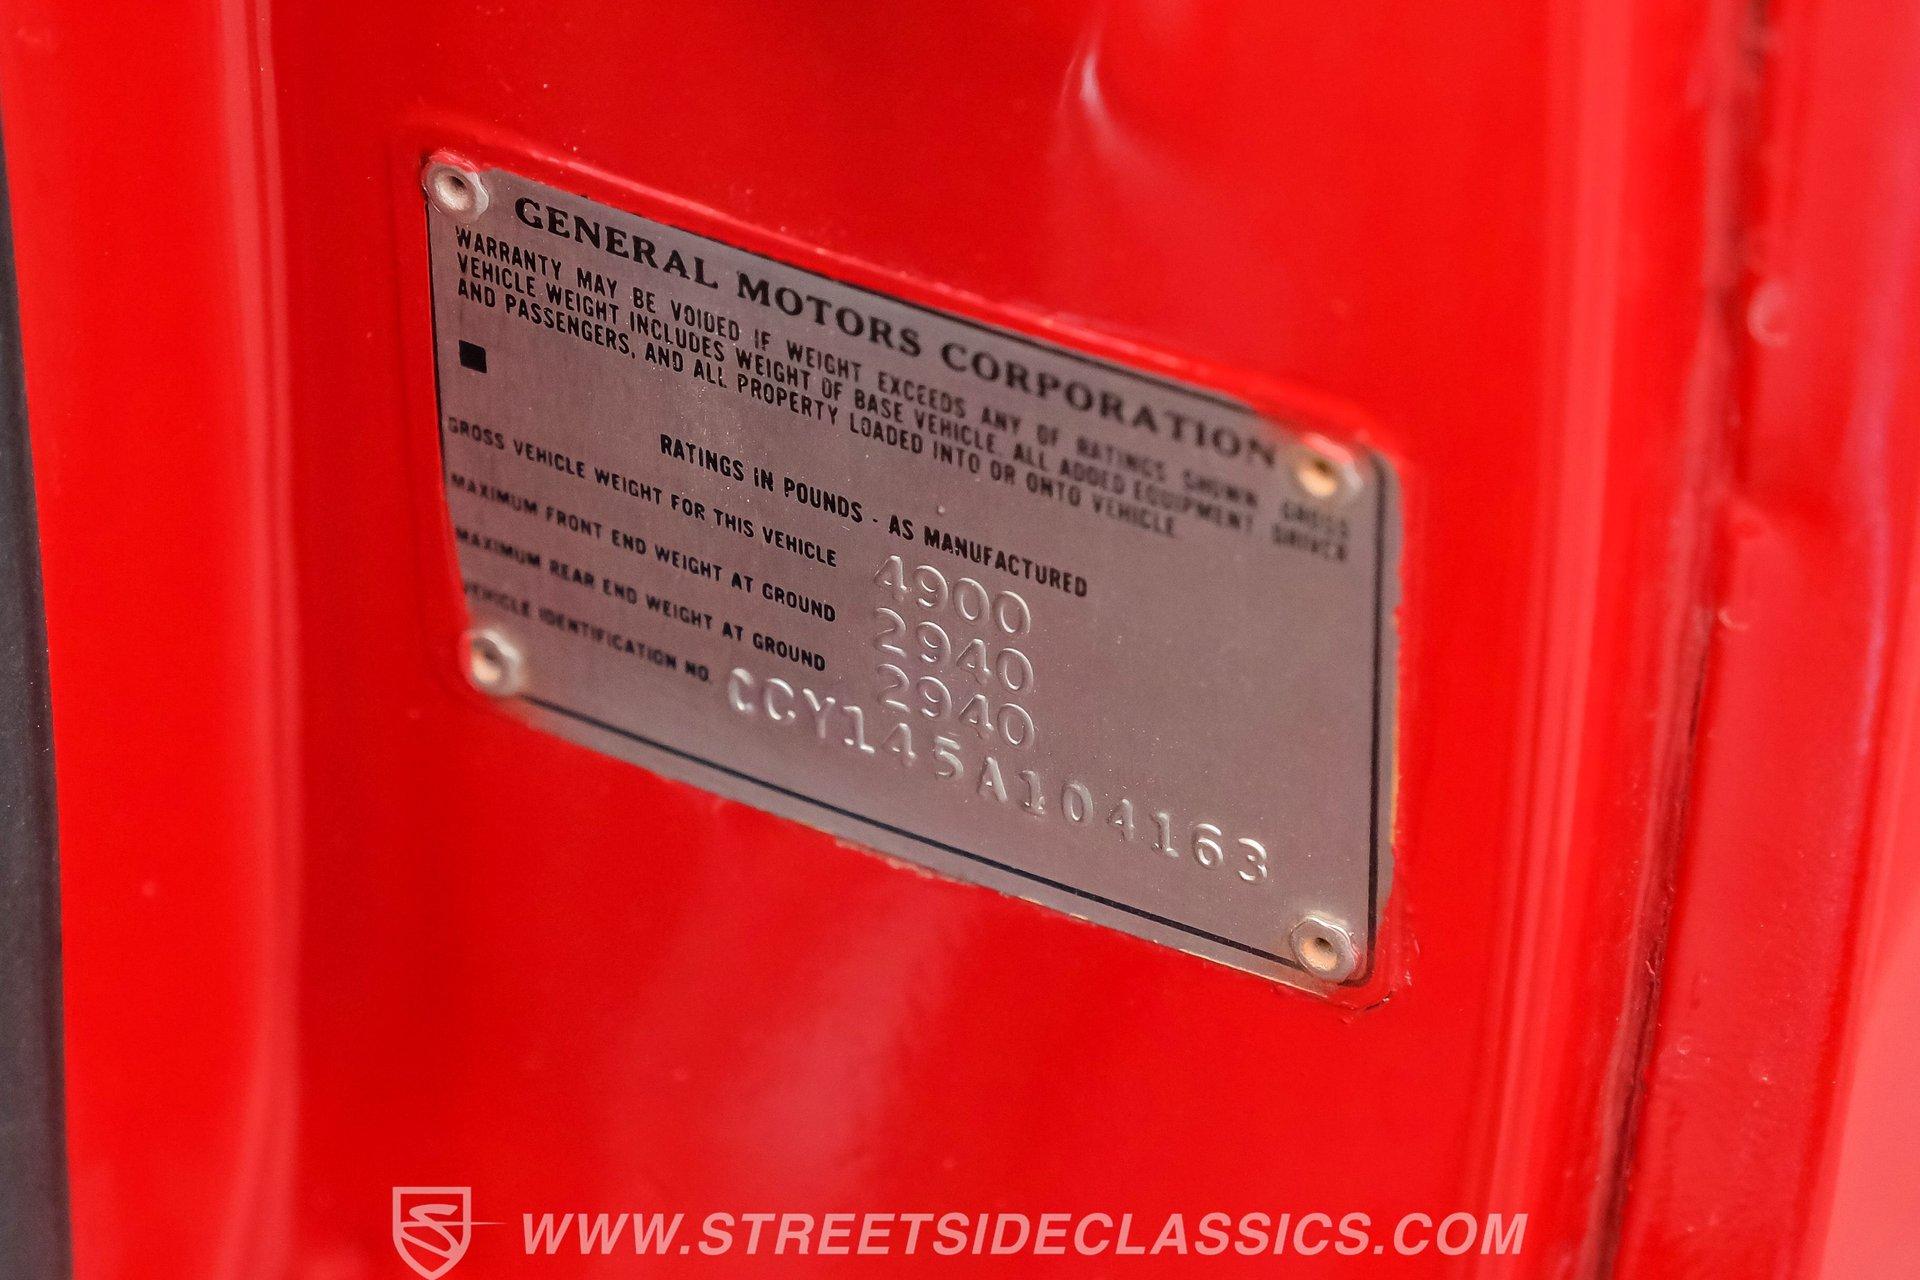 GENERAL MOTORS CORPORATION
WARRANTY MAY BE VOIDED IF WEIGHT EXCEEDS ANY OF RATINGS SHOWN GROSS
VEHICLE WEIGHT INCLUDES WEIGHT OF BASE VEHICLE, ALL ADDED EQUIPMENT DRIVER
AND PASSENGERS, AND ALL PROPERTY LOADED INTO OR ONTO VEHICLE
RATINGS IN POUNDS - AS MANUFACTURED
GROSS VEHICLE WEIGHT FOR THIS VEHICLE 4900
MAXIMUM FRONT END WEIGHT AT GROUND 2940
MAXIMUM REAR END WEIGHT AT GROUND 2940
VEHICLE IDENTIFICATION NO. CCY145A104163
WWW.STREETSIDECLASSICS.COM